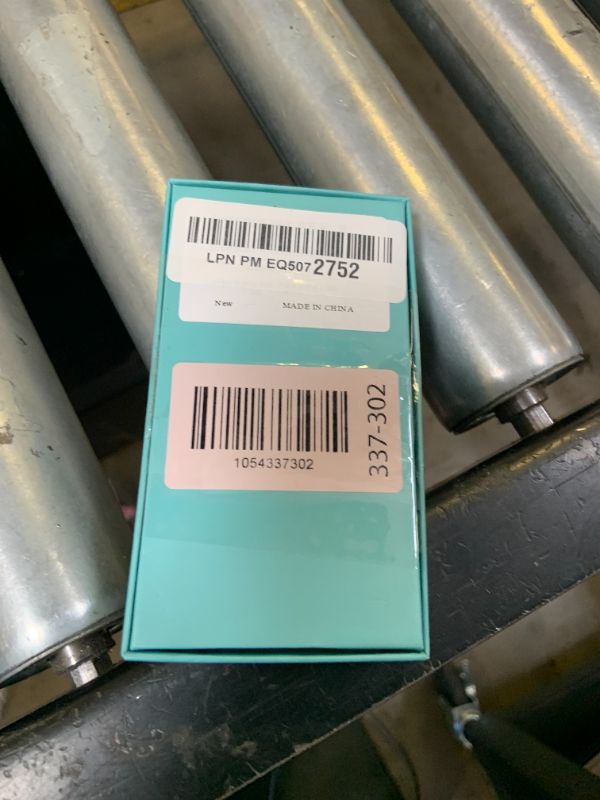 LPN PM EQ5072752
New MADE IN CHINA
1054337302
337-302